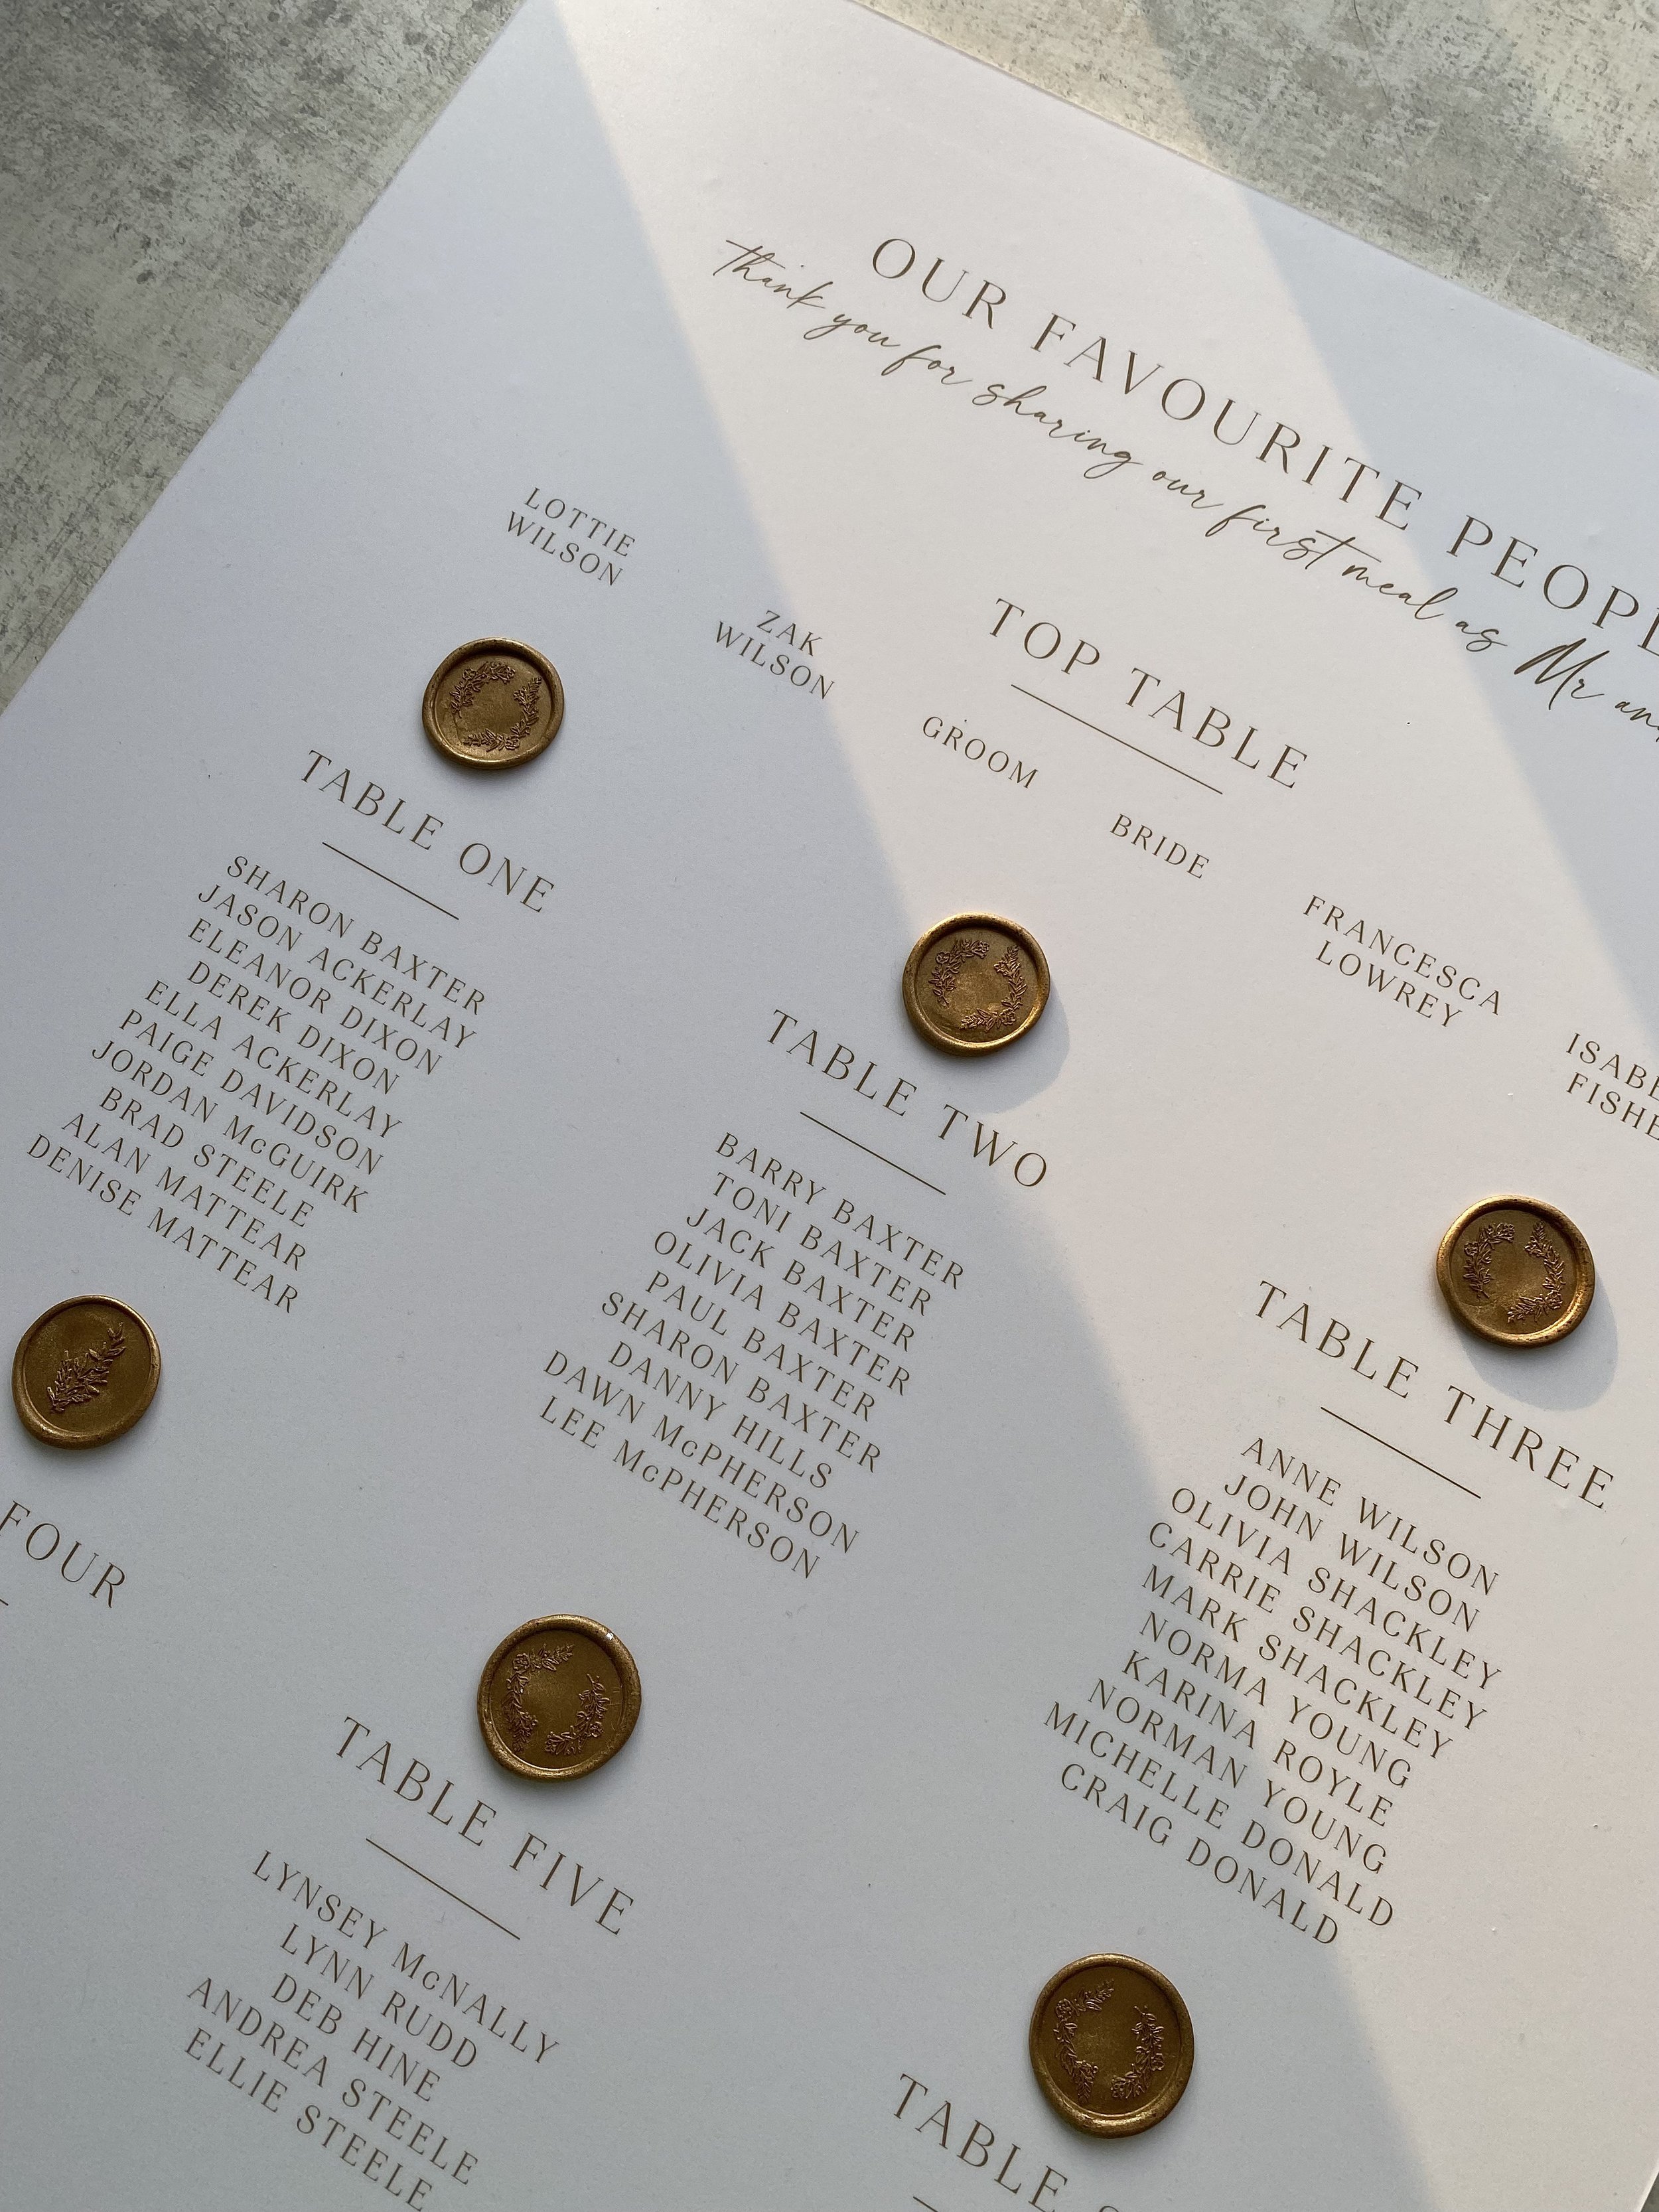 OUR FAVOURITE
thank you for sharing our first meal as Mr
TOP TABLE
LOTTIE
WILSON
ZAK
WILSON
GROOM
BRIDE
FRANCESCA
LOWREY
TABLE ONE
SHARON BAXTER
JASON ACKERLAY
ELEANOR DIXON
DEREK DIXON
ELLA ACKERLAY
PAIGE DAVIDSON
JORDAN McGUIRK
BRAD STEELE
ALAN MATTEAR
DENISE MATTEAR
TABLE TWO
BARRY BAXTER
TONI BAXTER
JACK BAXTER
OLIVIA BAXTER
PAUL BAXTER
SHARON BAXTER
DANNY HILLS
DAWN McPHERSON
LEE McPHERSON
TABLE THREE
ANNE WILSON
JOHN WILSON
OLIVIA SHACKLEY
CARRIE SHACKLEY
MARK SHACKLEY
NORMA YOUNG
KARINA ROYLE
NORMAN YOUNG
MICHELLE DONALD
CRAIG DONALD
FOUR
TABLE FIVE
LYNSEY McNALLY
LYNN RUDD
DEB HINE
ANDREA STEELE
ELLIE STEELE
TABLE